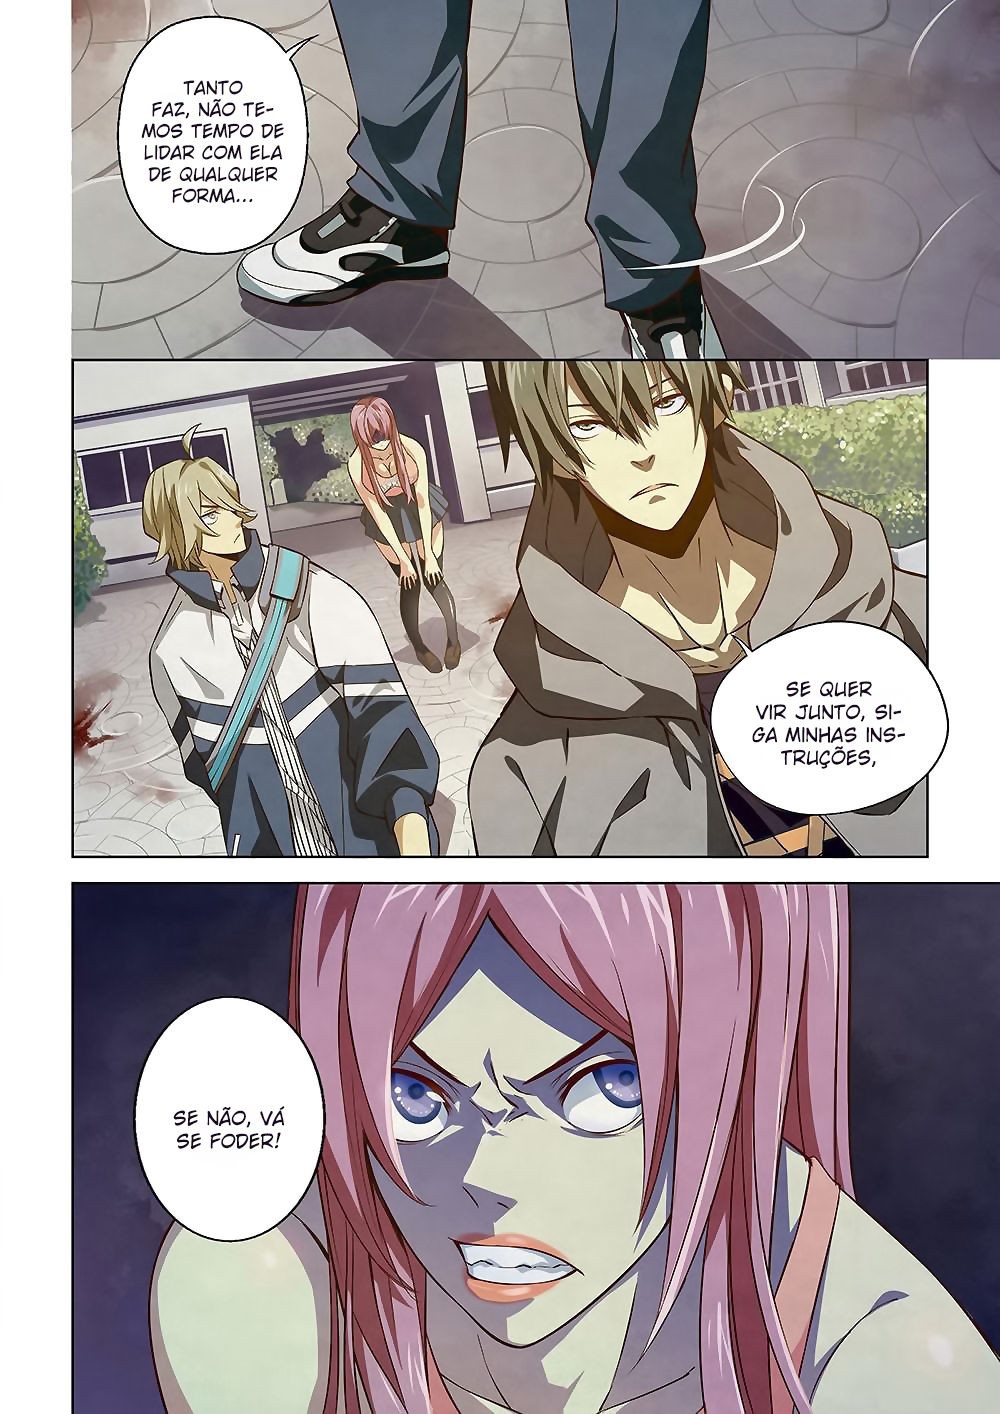 TANTO
FAZ, NÃO TE-
MOS TEMPO DE
LIDAR COM ELA
DE QUALQUER
FORMA...
SE QUER
VIR JUNTO, SI-
GA MINHAS INS-
TRUÇÕES,
SE NÃO, VÁ
SE FODER!